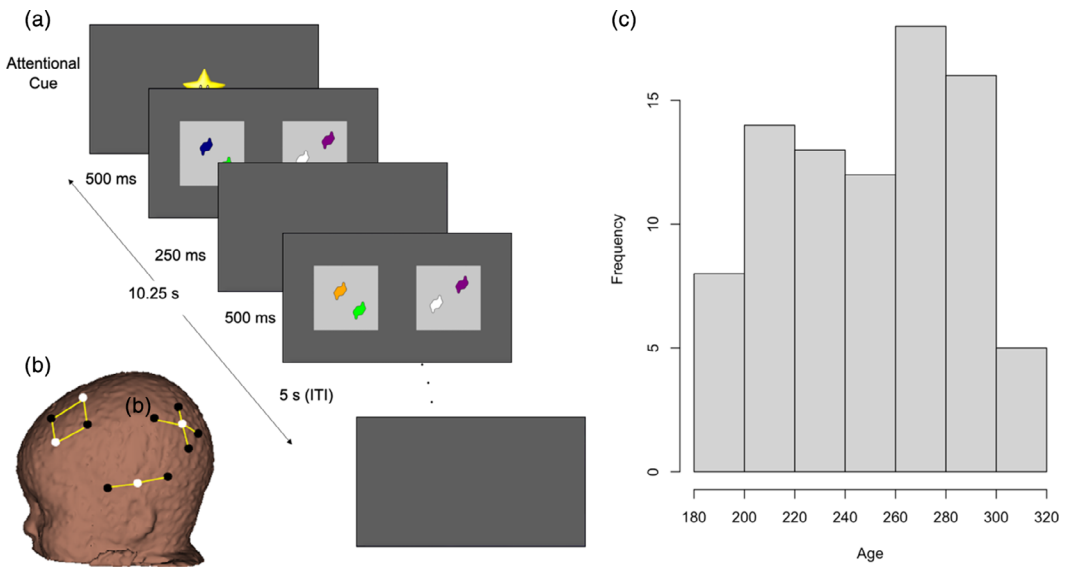 (a)
Attentional
Cue
500 ms
250 ms
10.25 s
500 ms
5 s (ITI)
(b)
(b)
(c)
Frequency
0
5
10
15
180
200
220
240
260
280
300
320
Age